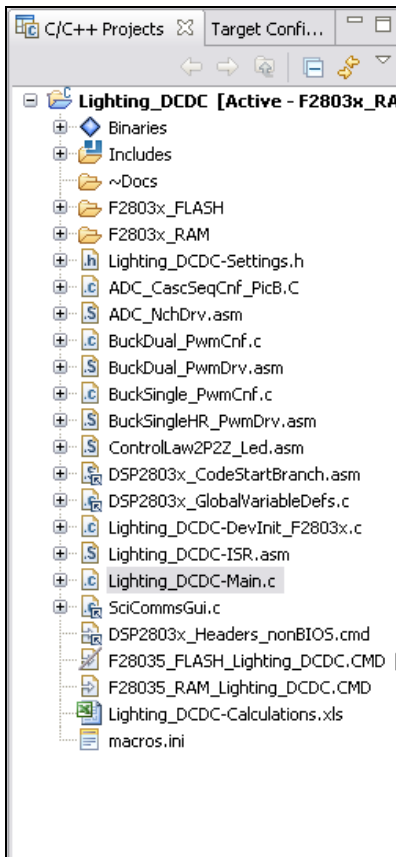 C/C++ Projects Target Confi...
Lighting_DCDC [Active - F2803x_RA
Binaries
Includes
~Docs
F2803x_FLASH
F2803x_RAM
Lighting_DCDC-Settings.h
ADC_CascSeqCnf_PicB.C
ADC_NchDrv.asm
BuckDual_PwmCnf.c
BuckDual_PwmDrv.asm
BuckSingle_PwmCnf.c
BuckSingleHR_PwmDrv.asm
ControlLaw2P2Z_Led.asm
DSP2803x_CodeStartBranch.asm
DSP2803x_GlobalVariableDefs.c
Lighting_DCDC-DevInit_F2803x.c
Lighting_DCDC-ISR.asm
Lighting_DCDC-Main.c
SciCommsGui.c
DSP2803x_Headers_nonBIOS.cmd
F28035_FLASH_Lighting_DCDC.CMD [
F28035_RAM_Lighting_DCDC.CMD
Lighting_DCDC-Calculations.xls
macros.ini